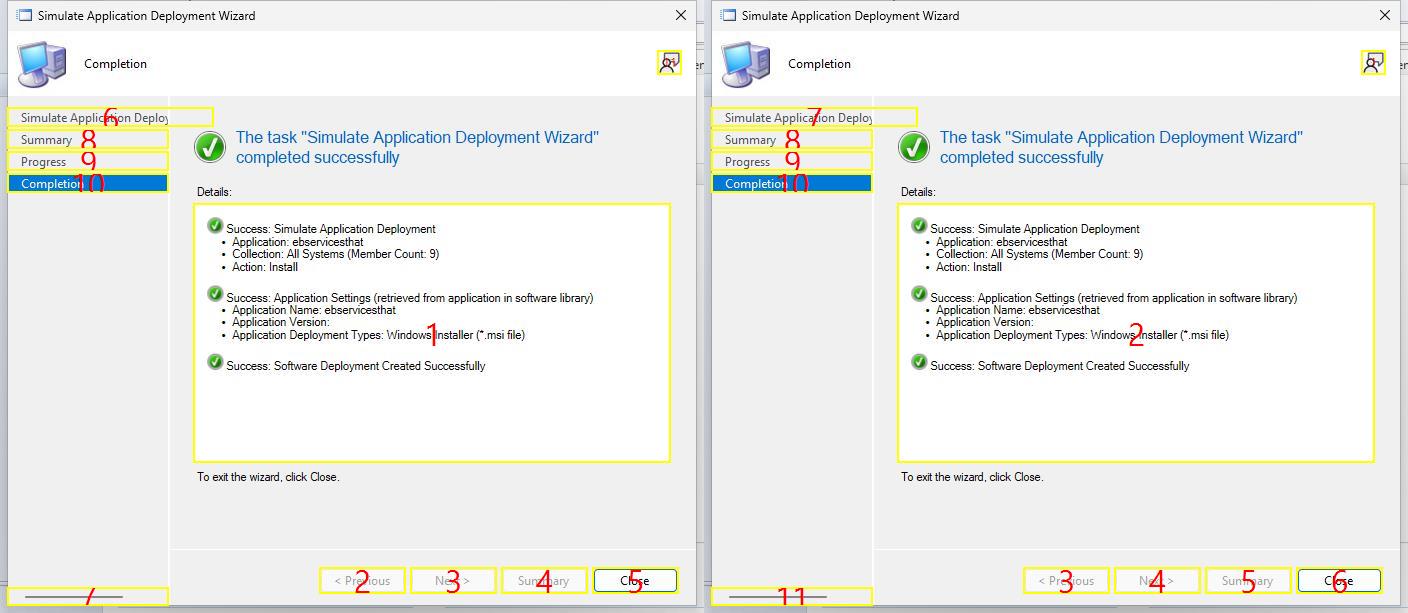 Simulate Application Deployment Wizard
Completion
6
Simulate Application Deploy
Summary 8
Progress 9
Completion 10
The task "Simulate Application Deployment Wizard"
completed successfully
Details:
Success: Simulate Application Deployment
• Application: ebservicesthat
• Collection: All Systems (Member Count: 9)
• Action: Install
Success: Application Settings (retrieved from application in software library)
• Application Name: ebservicesthat
• Application Version:
• Application Deployment Types: Windows Installer (*.msi file)
1
Success: Software Deployment Created Successfully
To exit the wizard, click Close.
7
< Previous 2
Next > 3
Summary 4
Close 5
Simulate Application Deployment Wizard
Completion
1
7
Simulate Application Deploy
Summary 8
Progress 9
Completion 10
The task "Simulate Application Deployment Wizard"
completed successfully
Details:
Success: Simulate Application Deployment
• Application: ebservicesthat
• Collection: All Systems (Member Count: 9)
• Action: Install
Success: Application Settings (retrieved from application in software library)
• Application Name: ebservicesthat
• Application Version:
• Application Deployment Types: Windows Installer (*.msi file)
2
Success: Software Deployment Created Successfully
To exit the wizard, click Close.
11
< Previous 3
Next > 4
Summary 5
Close 6